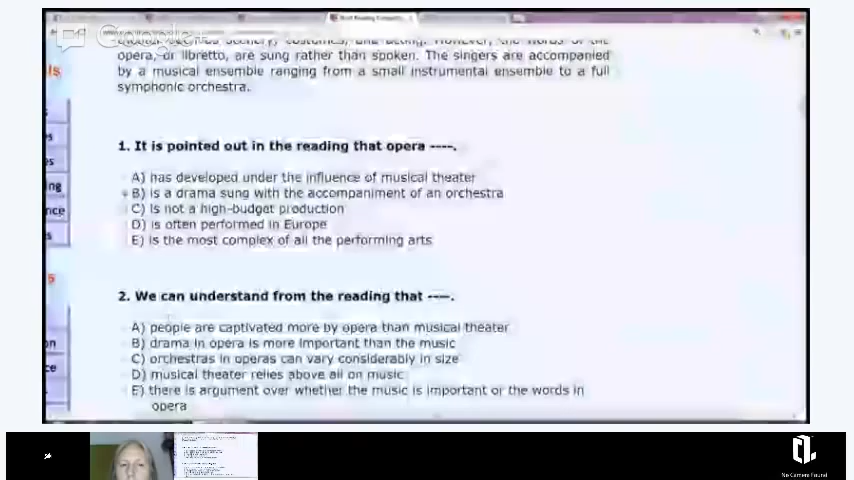 Google+
opera, or libretto, are sung rather than spoken. The singers are accompanied
by a musical ensemble ranging from a small instrumental ensemble to a full
symphonic orchestra.
1. It is pointed out in the reading that opera ----.
A) has developed under the influence of musical theater
B) is a drama sung with the accompaniment of an orchestra
C) is not a high-budget production
D) is often performed in Europe
E) is the most complex of all the performing arts
2. We can understand from the reading that ----.
A) people are captivated more by opera than musical theater
B) drama in opera is more important than the music
C) orchestras in operas can vary considerably in size
D) musical theater relies above all on music
E) there is argument over whether the music is important or the words in
opera
No Camera Found